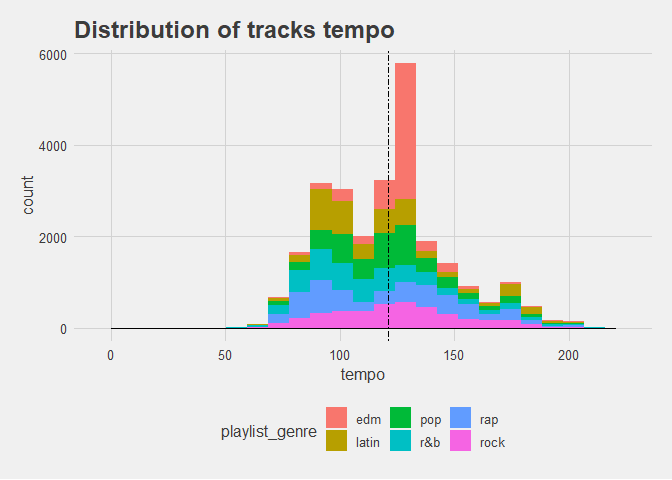 Distribution of tracks tempo
6000
4000
2000
0
count
0 50 100 150 200
tempo
playlist_genre
edm pop rap
latin r&b rock